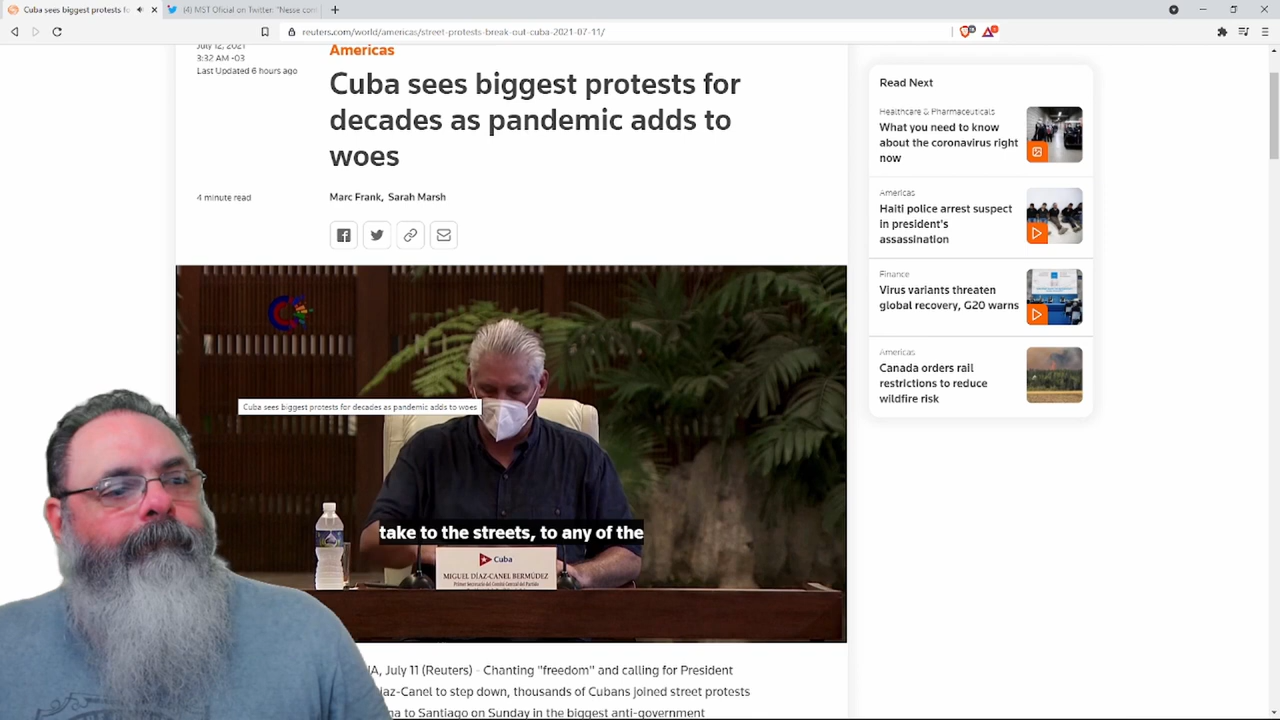 Cuba sees biggest protests fo
(4) MST Oficial on Twitter: "Nesse con
reuters.com/world/americas/street-protests-break-out-cuba-2021-07-11/
July 12, 2021
3:32 AM -03
Last Updated 6 hours ago
Americas
Cuba sees biggest protests for
decades as pandemic adds to
woes
4 minute read
Marc Frank, Sarah Marsh
Cuba sees biggest protests for decades as pandemic adds to woes
take to the streets, to any of the
Cuba
MIGUEL DÍAZ-CANEL BERMÚDEZ
Primer Secretario del Comité Central del Partido
A, July 11 (Reuters) - Chanting "freedom" and calling for President
az-Canel to step down, thousands of Cubans joined street protests
na to Santiago on Sunday in the biggest anti-government
Read Next
Healthcare & Pharmaceuticals
What you need to know
about the coronavirus right
now
Americas
Haiti police arrest suspect
in president's
assassination
Finance
Virus variants threaten
global recovery, G20 warns
Americas
Canada orders rail
restrictions to reduce
wildfire risk